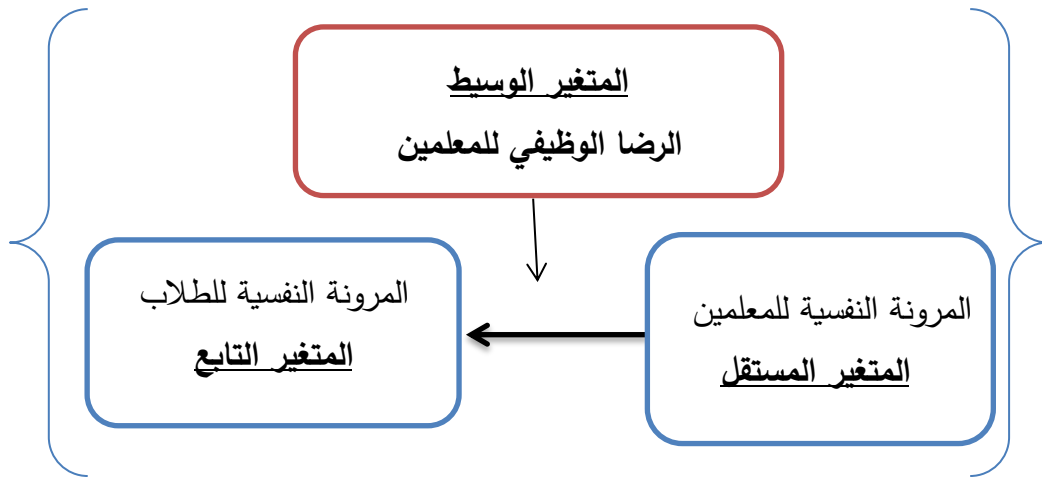 المتغير الوسيط
الرضا الوظيفي للمعلمين
المرونة النفسية للمعلمين
المتغير المستقل
المرونة النفسية للطلاب
المتغير التابع